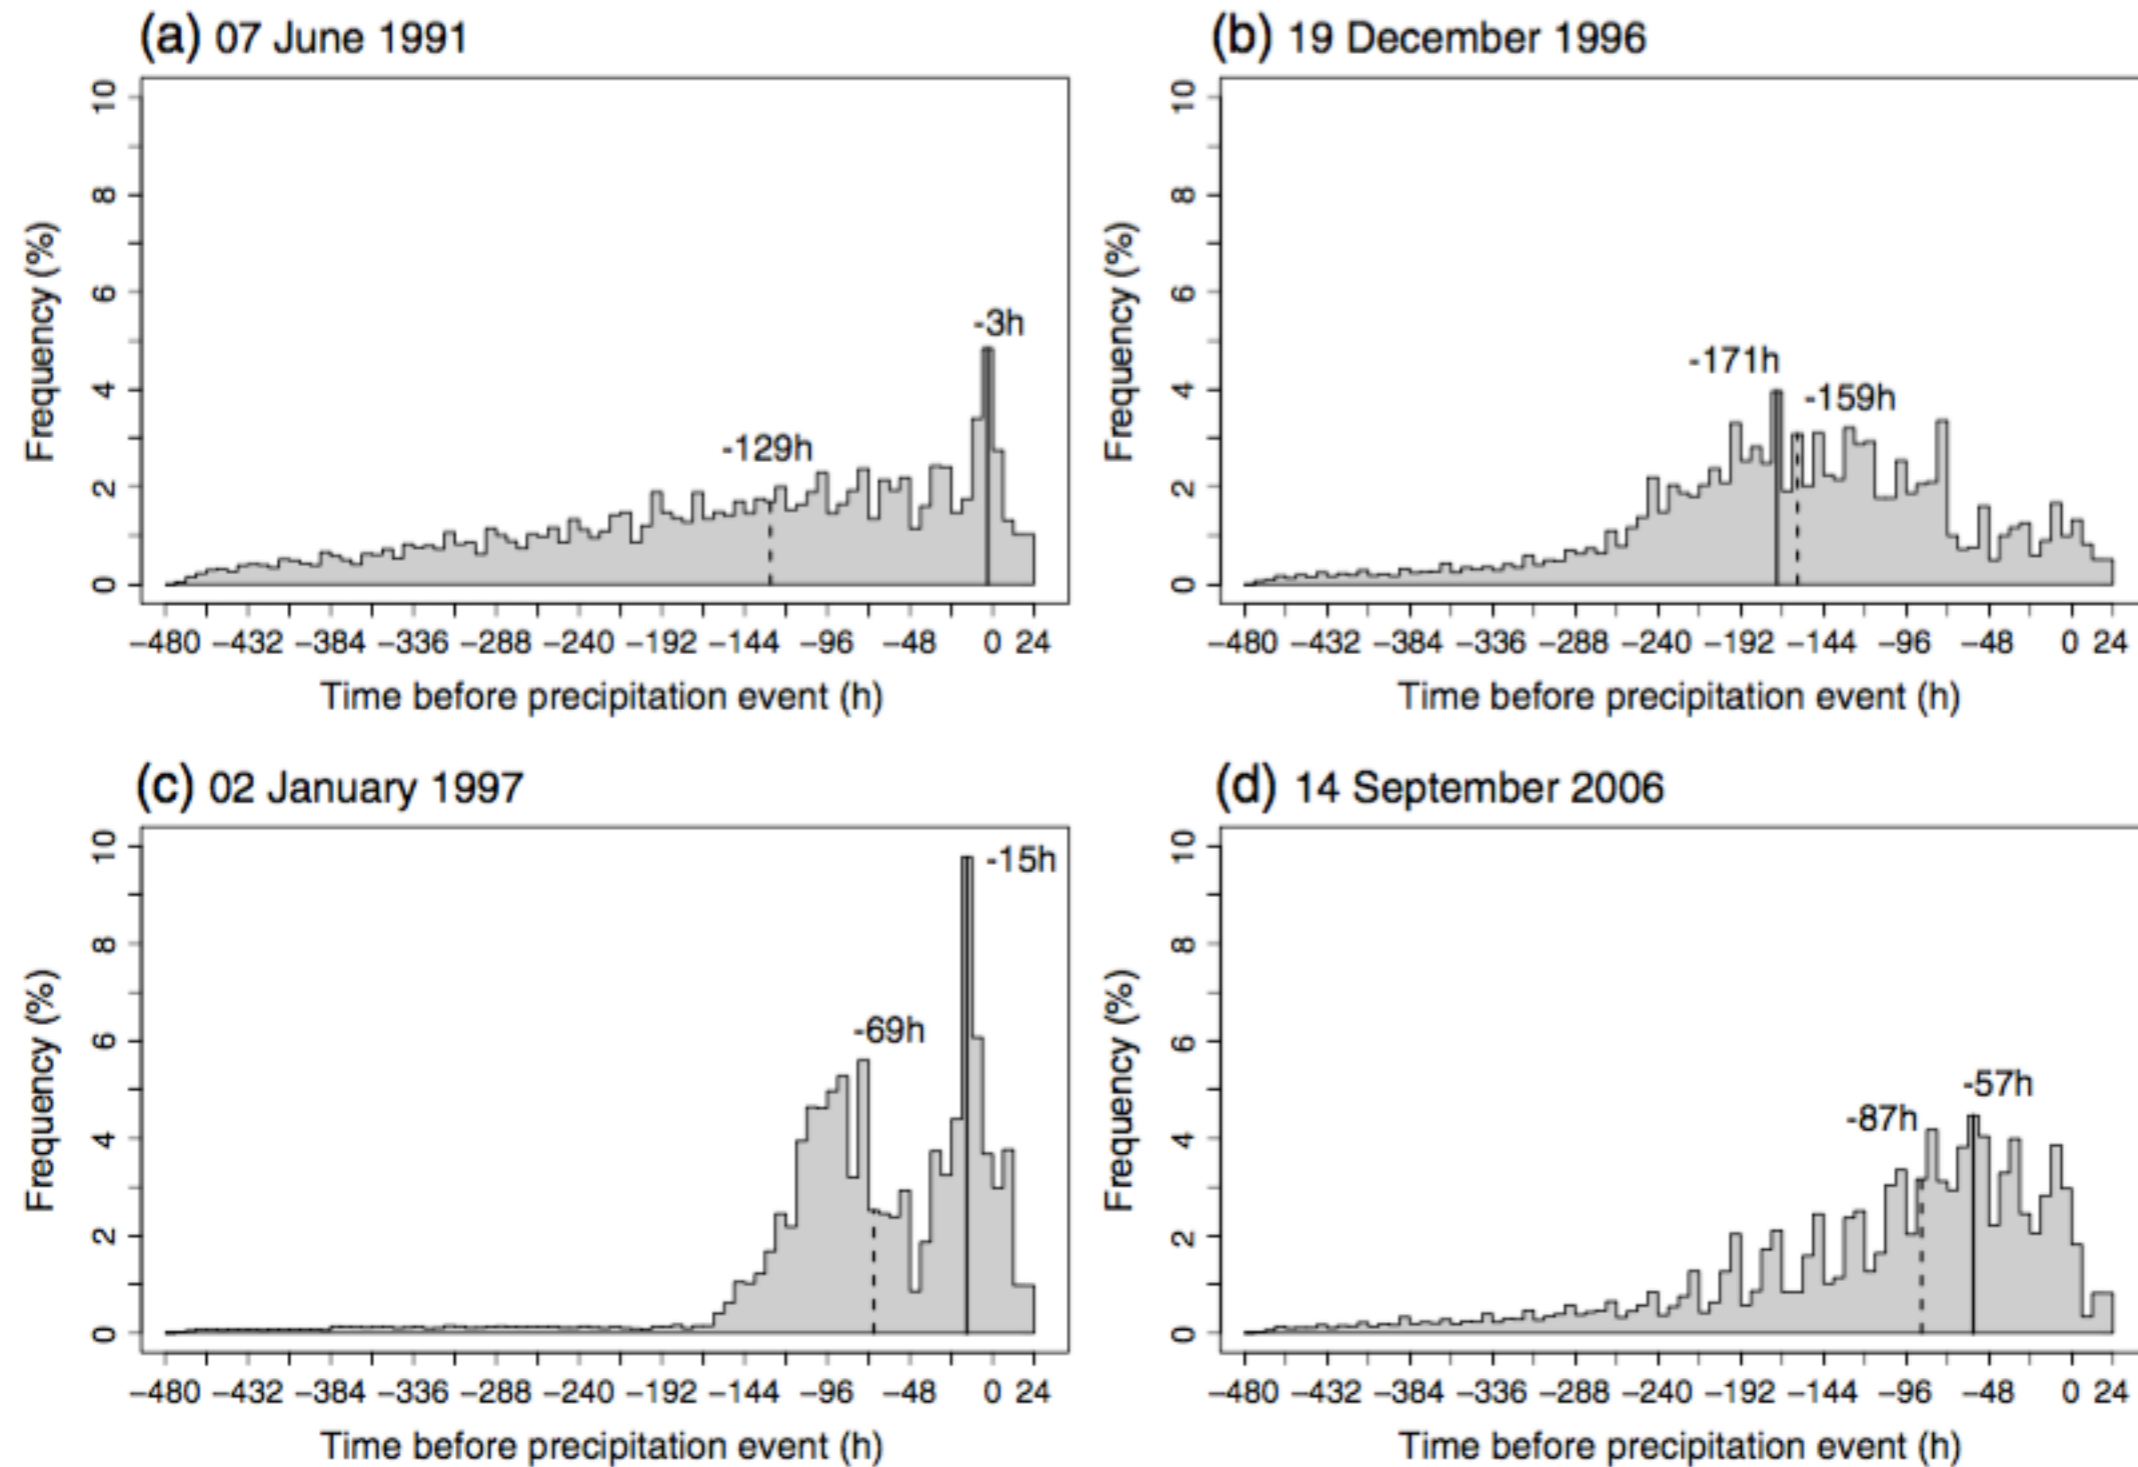 (a) 07 June 1991
10
8
6
4
2
0
Frequency (%)
-3h
-129h
−480 −432 −384 −336 −288 −240 −192 −144 −96 −48 0 24
Time before precipitation event (h)
(b) 19 December 1996
10
8
6
4
2
0
Frequency (%)
-171h
-159h
−480 −432 −384 −336 −288 −240 −192 −144 −96 −48 0 24
Time before precipitation event (h)
(c) 02 January 1997
10
8
6
4
2
0
Frequency (%)
-15h
-69h
−480 −432 −384 −336 −288 −240 −192 −144 −96 −48 0 24
Time before precipitation event (h)
(d) 14 September 2006
10
8
6
4
2
0
Frequency (%)
-57h
-87h
−480 −432 −384 −336 −288 −240 −192 −144 −96 −48 0 24
Time before precipitation event (h)